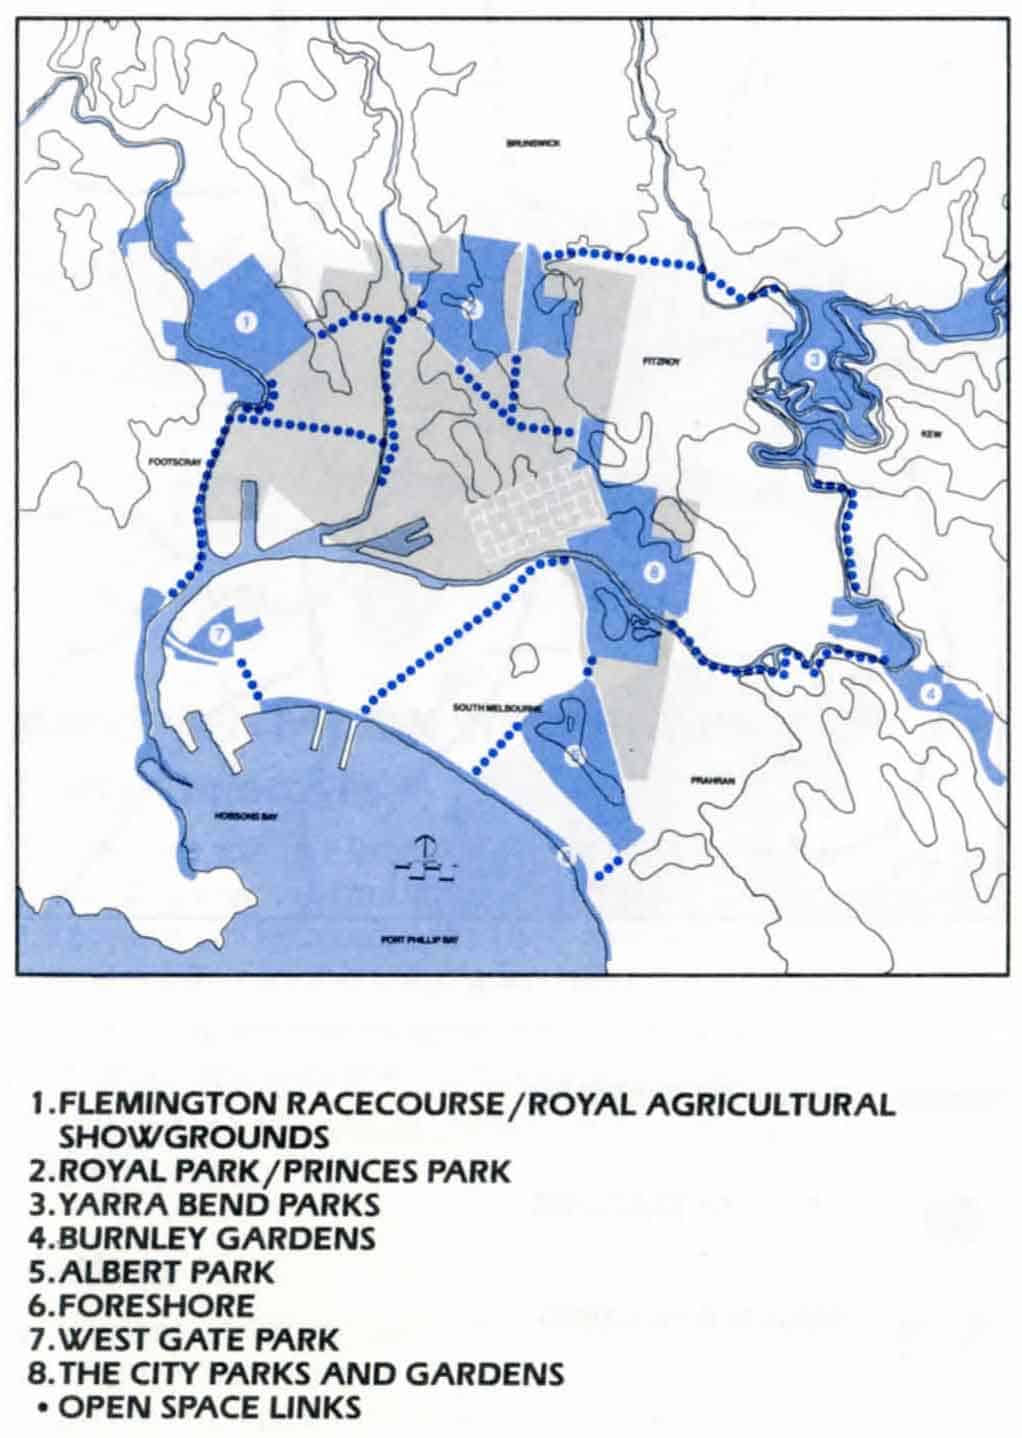 BRUNSWICK
1
2
FITZROY
3
KEW
FOOTSCRAY
8
7
4
SOUTH MELBOURNE
5
PRAHRAN
HOBSONS BAY
6
PORT PHILLIP BAY
1.FLEMINGTON RACECOURSE/ROYAL AGRICULTURAL
SHOWGROUNDS
2.ROYAL PARK/PRINCES PARK
3.YARRA BEND PARKS
4.BURNLEY GARDENS
5.ALBERT PARK
6.FORESHORE
7.WEST GATE PARK
8.THE CITY PARKS AND GARDENS
• OPEN SPACE LINKS